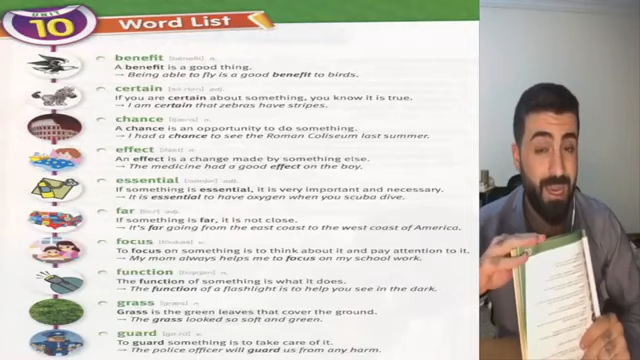 UNIT
10 Word List
benefit n.
A benefit is a good thing.
→ Being able to fly is a good benefit to birds.
certain adj.
If you are certain about something, you know it is true.
→ I am certain that zebras have stripes.
chance n.
A chance is an opportunity to do something.
→ I had a chance to see the Roman Coliseum last summer.
effect n.
An effect is a change made by something else.
→ The medicine had a good effect on the boy.
essential adj.
If something is essential, it is very important and necessary.
→ It is essential to have oxygen when you scuba dive.
far adj.
If something is far, it is not close.
→ It's far going from the east coast to the west coast of America.
focus v.
To focus on something is to think about it and pay attention to it.
→ My mom always helps me to focus on my school work.
function n.
The function of something is what it does.
→ The function of a flashlight is to help you see in the dark.
grass n.
Grass is the green leaves that cover the ground.
→ The grass looked so soft and green.
guard v.
To guard something is to take care of it.
→ The police officer will guard us from any harm.